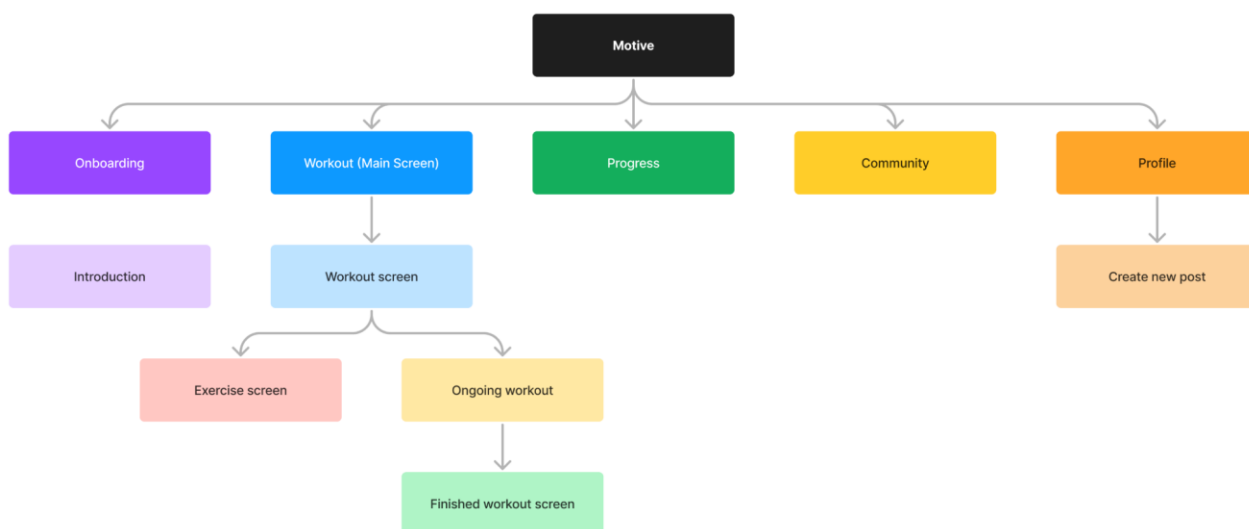 Motive
Onboarding
Workout (Main Screen)
Progress
Community
Profile
Introduction
Workout screen
Create new post
Exercise screen
Ongoing workout
Finished workout screen